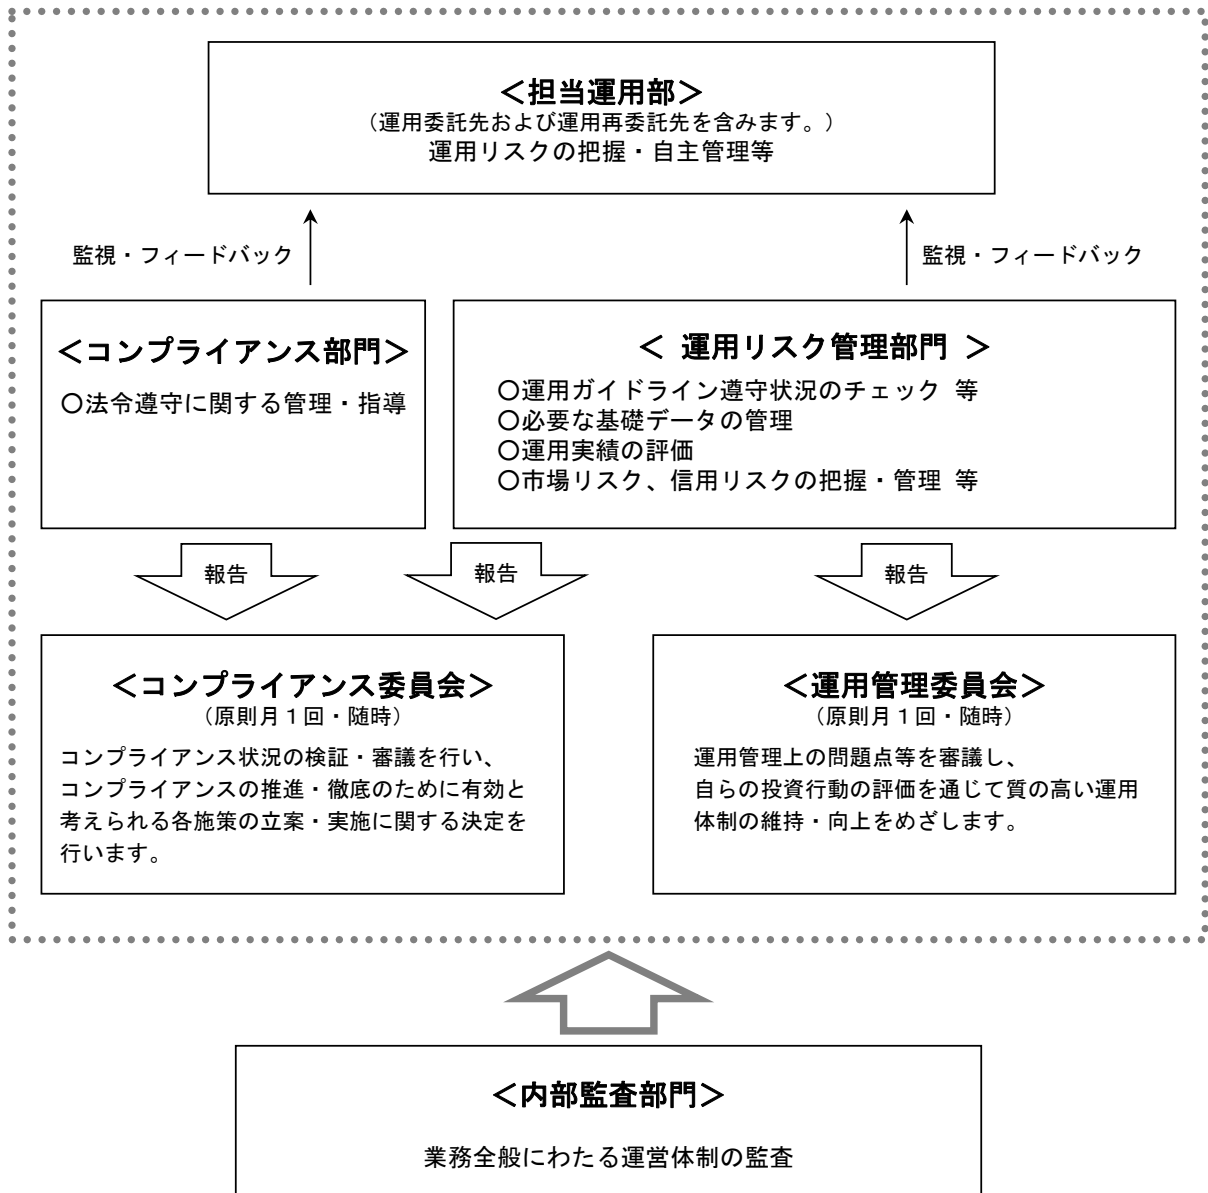 ＜担当運用部＞
（運用委託先および運用再委託先を含みます。）
運用リスクの把握・自主管理等
監視・フィードバック
監視・フィードバック
＜コンプライアンス部門＞
○法令遵守に関する管理・指導
＜ 運用リスク管理部門 ＞
○運用ガイドライン遵守状況のチェック 等
○必要な基礎データの管理
○運用実績の評価
○市場リスク、信用リスクの把握・管理 等
報告
報告
報告
＜コンプライアンス委員会＞
（原則月１回・随時）
コンプライアンス状況の検証・審議を行い、
コンプライアンスの推進・徹底のために有効と
考えられる各施策の立案・実施に関する決定を
行います。
＜運用管理委員会＞
（原則月１回・随時）
運用管理上の問題点等を審議し、
自らの投資行動の評価を通じて質の高い運用
体制の維持・向上をめざします。
＜内部監査部門＞
業務全般にわたる運営体制の監査